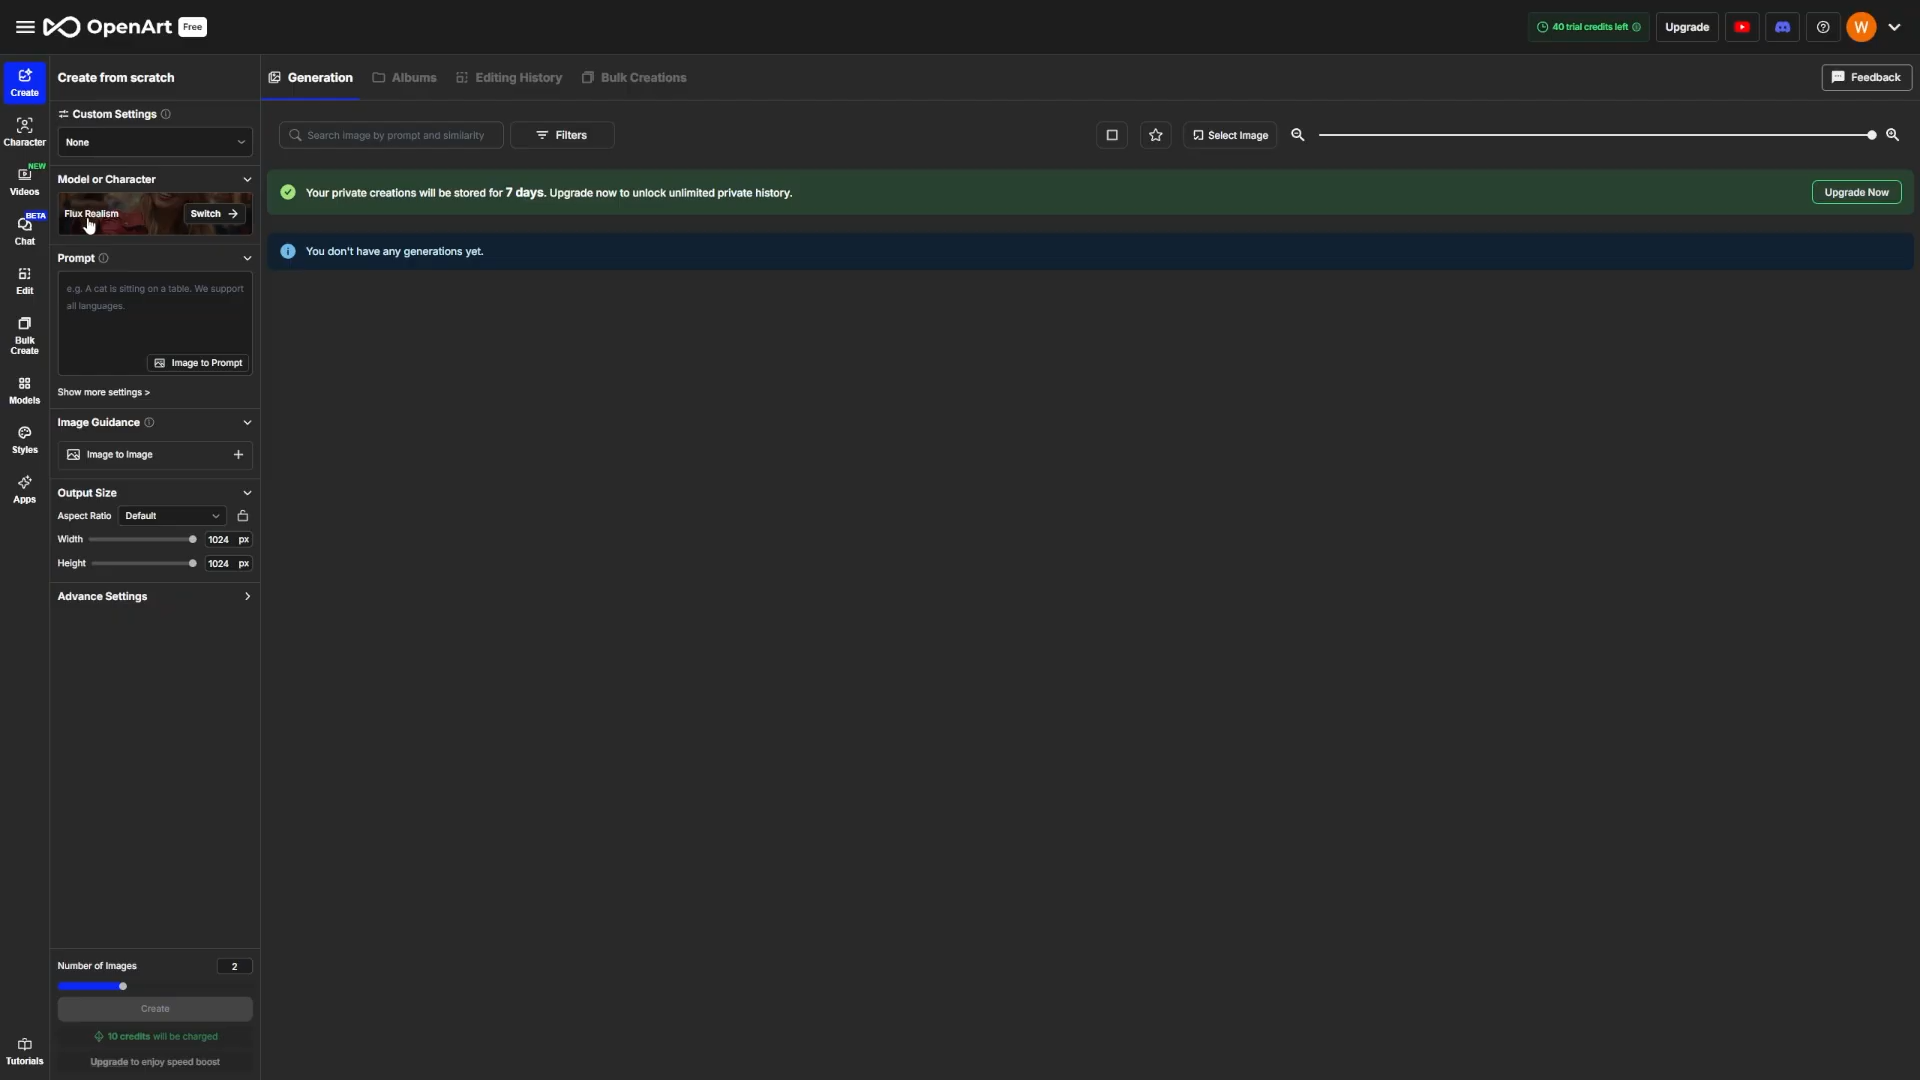 OpenArt Free
40 trial credits left
Upgrade
W
Create
Character
NEW
Videos
BETA
Chat
Edit
Bulk
Create
Models
Styles
Apps
Tutorials
Create from scratch
Custom Settings
None
Model or Character
Flux Realism
Switch
Prompt
e.g. A cat is sitting on a table. We support
all languages.
Image to Prompt
Show more settings >
Image Guidance
Image to Image
Output Size
Aspect Ratio Default
Width 1024 px
Height 1024 px
Advance Settings
Number of Images 2
Create
10 credits will be charged
Upgrade to enjoy speed boost
Generation Albums Editing History Bulk Creations
Feedback
Search image by prompt and similarity
Filters
Select Image
Your private creations will be stored for 7 days. Upgrade now to unlock unlimited private history.
Upgrade Now
You don't have any generations yet.